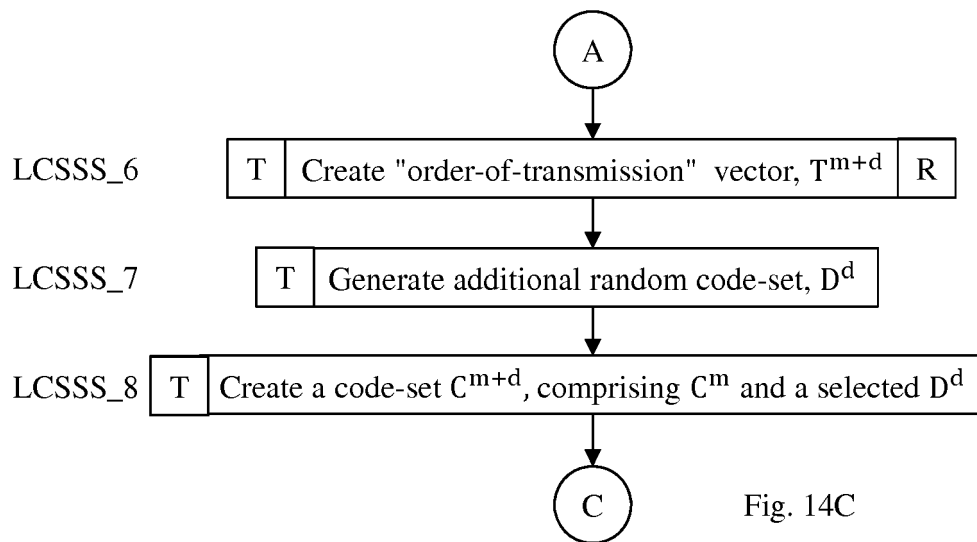 A
LCSSS_6 T Create "order-of-transmission" vector, T^{m+d} R
LCSSS_7 T Generate additional random code-set, D^d
LCSSS_8 T Create a code-set C^{m+d}, comprising C^m and a selected D^d
C
Fig. 14C